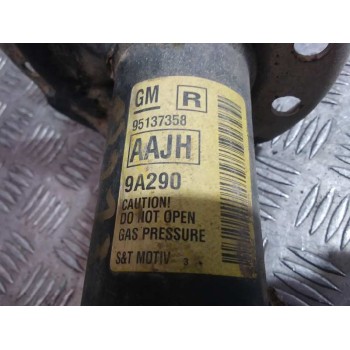 GM R
95137358
AAJH
9A290
CAUTION!
DO NOT OPEN
GAS PRESSURE
S&T MOTIV